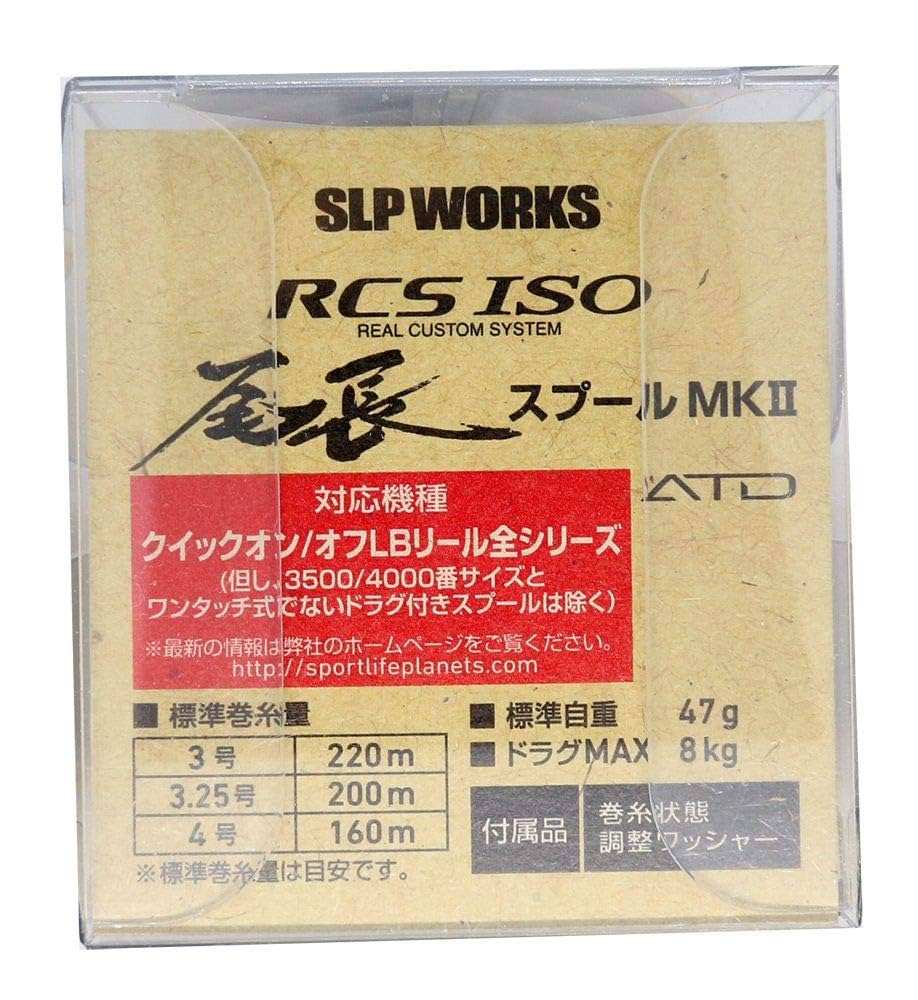 SLP WORKS
RCS ISO
REAL CUSTOM SYSTEM
尾長 スプールMKⅡ
ATD
対応機種
クイックオン/オフLBリール全シリーズ
(但し、3500/4000番サイズと
ワンタッチ式でないドラグ付きスプールは除く)
※最新の情報は弊社のホームページをご覧ください。
http://sportlifeplanets.com
■ 標準巻糸量
3号 220m
3.25号 200m
4号 160m
※標準巻糸量は目安です。
■ 標準自重 47g
■ ドラグMAX 8kg
付属品 巻糸状態
調整ワッシャー